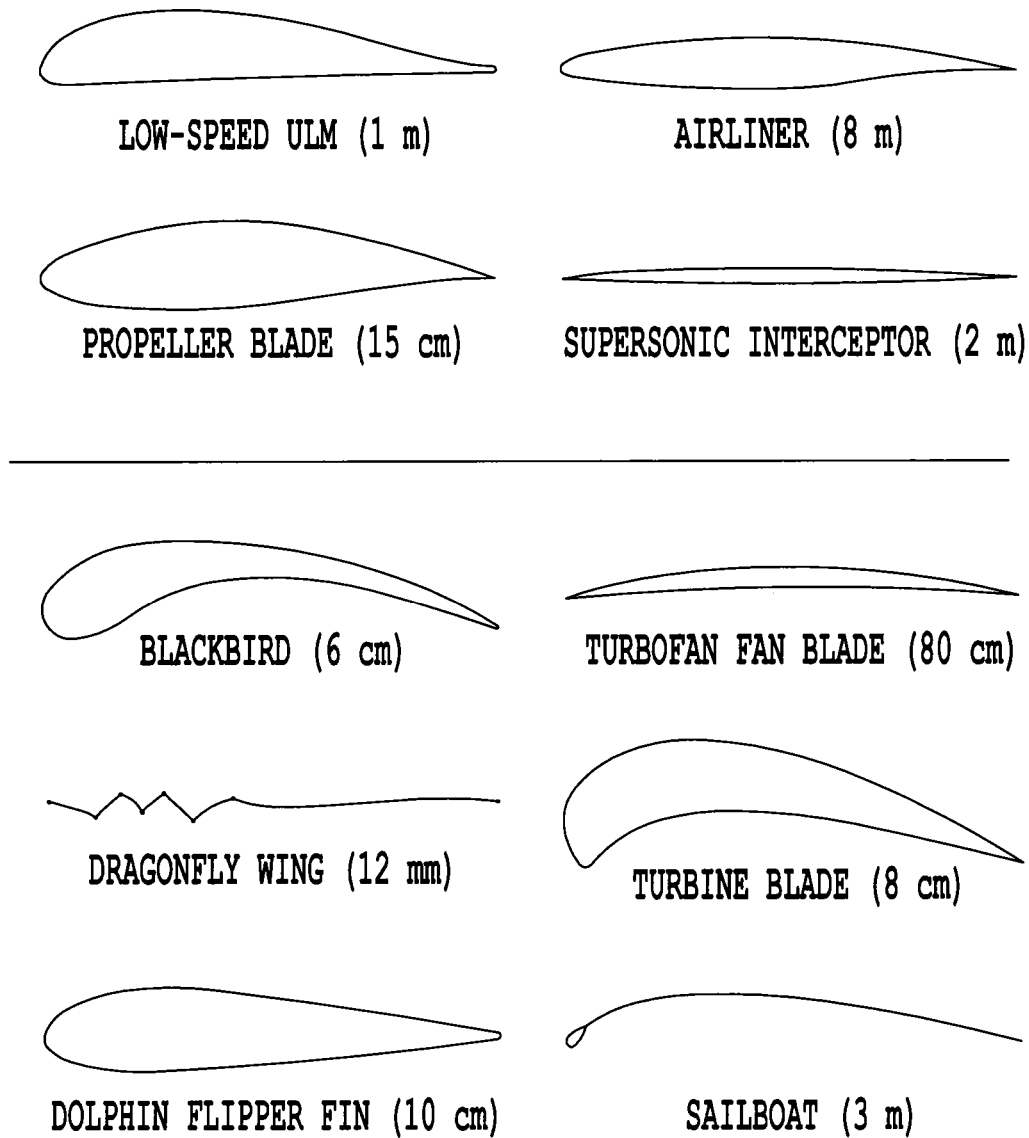 LOW-SPEED ULM (1 m)
AIRLINER (8 m)
PROPELLER BLADE (15 cm)
SUPERSONIC INTERCEPTOR (2 m)
BLACKBIRD (6 cm)
TURBOFAN FAN BLADE (80 cm)
DRAGONFLY WING (12 mm)
TURBINE BLADE (8 cm)
DOLPHIN FLIPPER FIN (10 cm)
SAILBOAT (3 m)